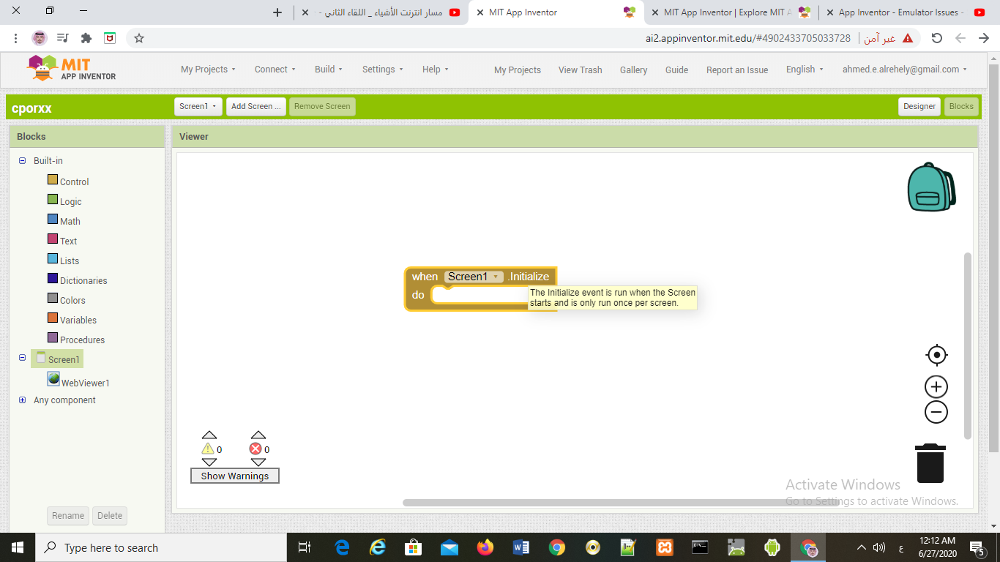 مسار انترنت الأشياء _ اللقاء الثاني -
MIT App Inventor
MIT App Inventor | Explore MIT A
App Inventor - Emulator Issues -
ai2.appinventor.mit.edu/#4902433705033728
غير آمن
MIT
APP INVENTOR
My Projects
Connect
Build
Settings
Help
My Projects
View Trash
Gallery
Guide
Report an Issue
English
ahmed.e.alrehely@gmail.com
cporxx
Screen1
Add Screen ...
Remove Screen
Designer
Blocks
Blocks
Viewer
Built-in
Control
Logic
Math
Text
Lists
Dictionaries
Colors
Variables
Procedures
Screen1
WebViewer1
Any component
Rename
Delete
when Screen1 .Initialize
do
The Initialize event is run when the Screen
starts and is only run once per screen.
0
0
Show Warnings
Activate Windows
Go to Settings to activate Windows.
Type here to search
ع
12:12 AM
6/27/2020
5